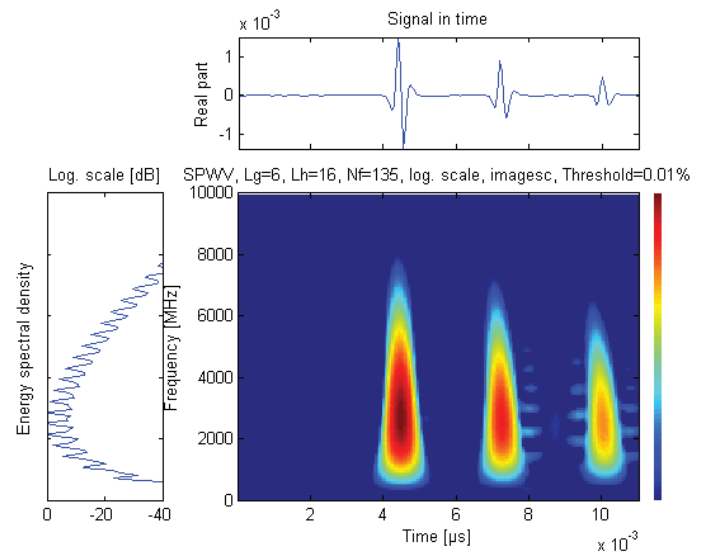 Signal in time
x 10⁻³
Real part
1
0
-1
Log. scale [dB]
SPWV, Lg=6, Lh=16, Nf=135, log. scale, imagesc, Threshold=0.01%
Energy spectral density
0 -20 -40
Frequency [MHz]
10000
8000
6000
4000
2000
0
2 4 6 8 10
Time [µs]
x 10⁻³